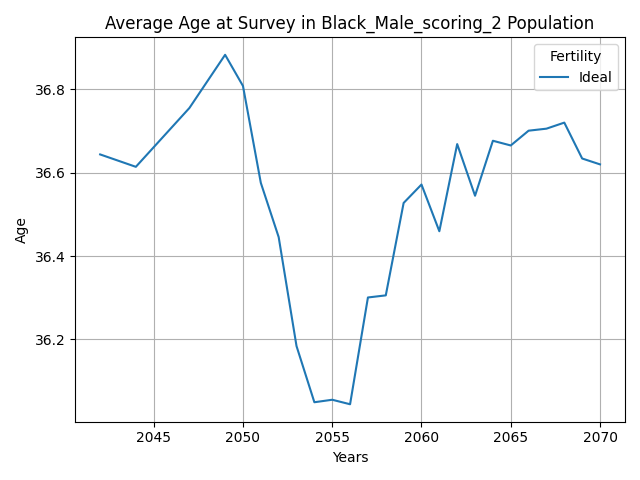 Average Age at Survey in Black_Male_scoring_2 Population
Fertility
Ideal
36.8
36.6
36.4
36.2
Age
2045 2050 2055 2060 2065 2070
Years